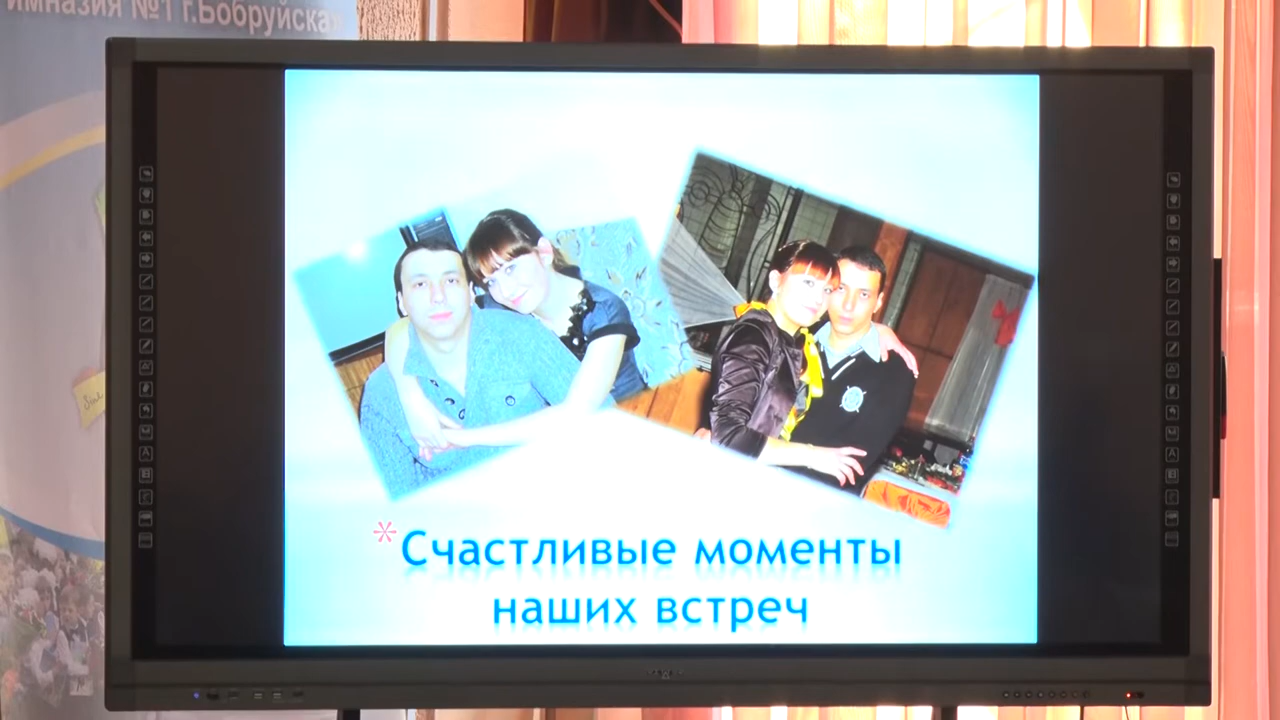 имназия №1 г.Бобруйска
* Счастливые моменты
наших встреч